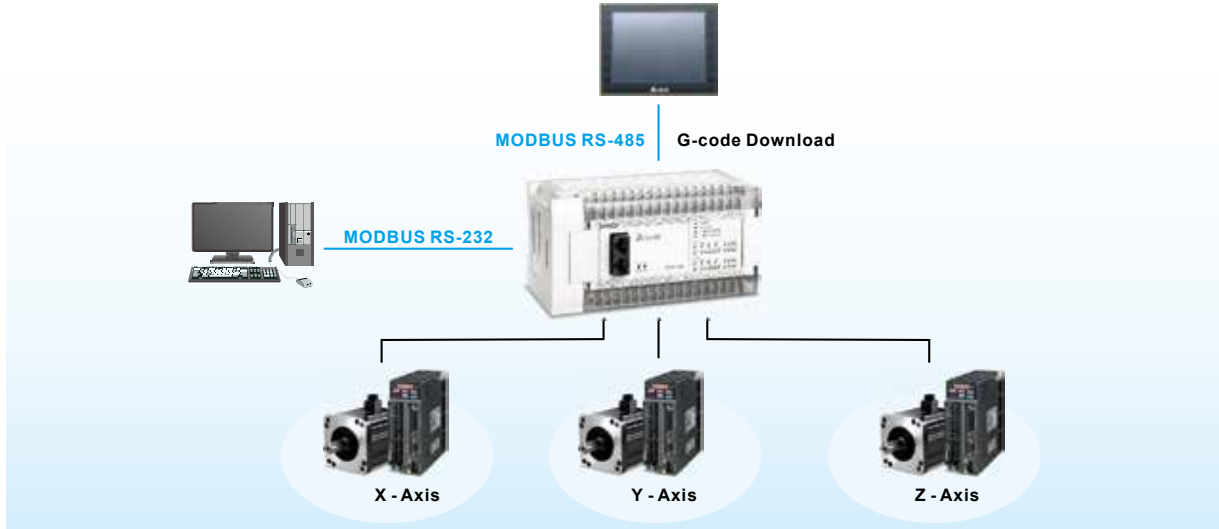 MODBUS RS-485 G-code Download
MODBUS RS-232
X - Axis Y - Axis Z - Axis